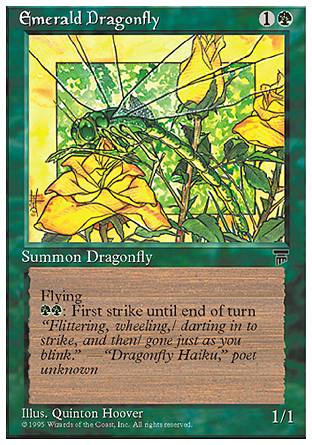 Emerald Dragonfly 1
Summon Dragonfly
Flying
: First strike until end of turn
“Flittering, wheeling,/ darting in to
strike, and then/ gone just as you
blink.” “Dragonfly Haiku,” poet
unknown
Illus. Quinton Hoover
1/1
© 1995 Wizards of the Coast, Inc. All rights reserved.